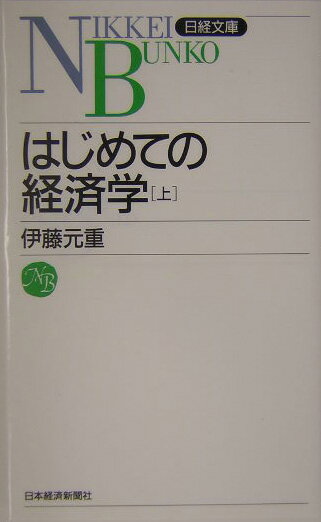 NIKKEI
日経文庫
BUNKO
はじめての
経済学[上]
伊藤元重
NB
日本経済新聞社